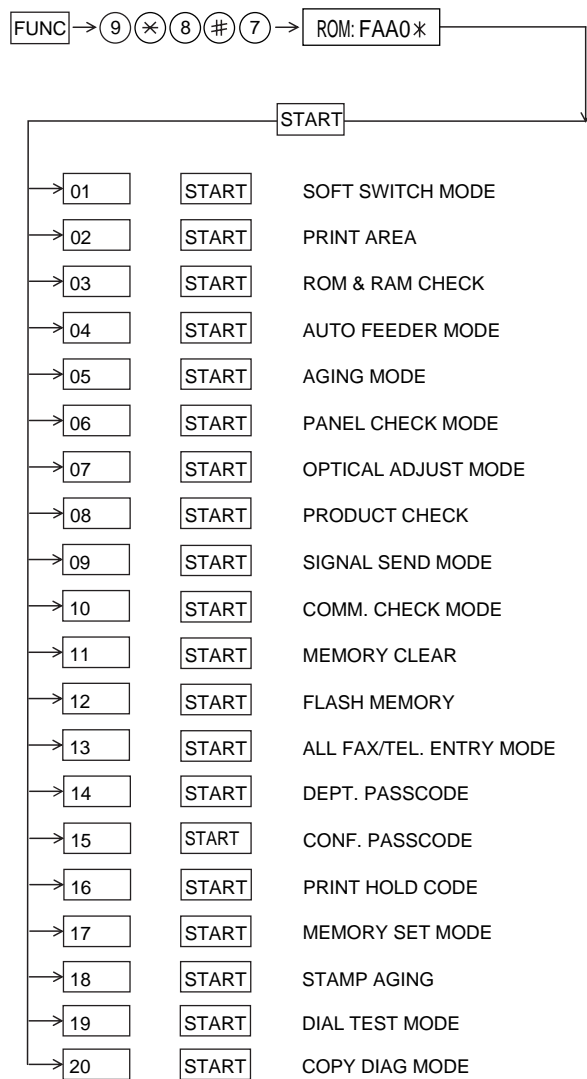 FUNC 9 * 8 # 7 ROM: FAA0*
START
01 START SOFT SWITCH MODE
02 START PRINT AREA
03 START ROM & RAM CHECK
04 START AUTO FEEDER MODE
05 START AGING MODE
06 START PANEL CHECK MODE
07 START OPTICAL ADJUST MODE
08 START PRODUCT CHECK
09 START SIGNAL SEND MODE
10 START COMM. CHECK MODE
11 START MEMORY CLEAR
12 START FLASH MEMORY
13 START ALL FAX/TEL. ENTRY MODE
14 START DEPT. PASSCODE
15 START CONF. PASSCODE
16 START PRINT HOLD CODE
17 START MEMORY SET MODE
18 START STAMP AGING
19 START DIAL TEST MODE
20 START COPY DIAG MODE